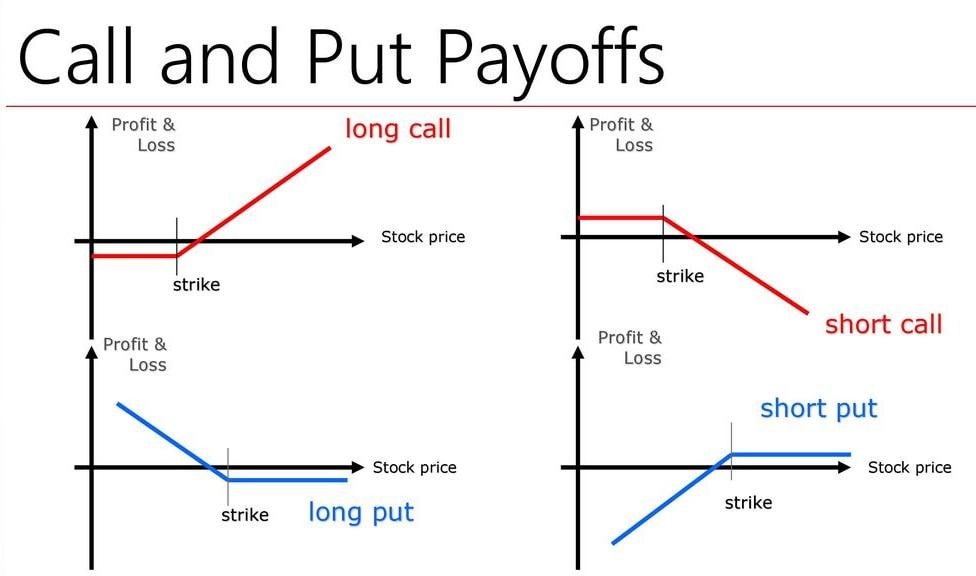 Call and Put Payoffs
Profit &
Loss
long call
Stock price
strike
Profit &
Loss
Stock price
strike
short call
Profit &
Loss
Stock price
strike
long put
Profit &
Loss
short put
Stock price
strike